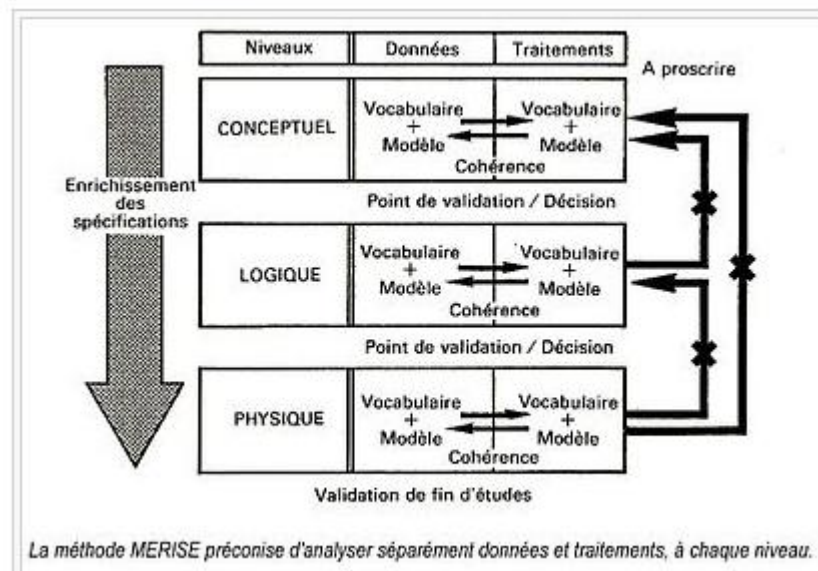 Niveaux Données Traitements
A proscrire
CONCEPTUEL
Vocabulaire Vocabulaire
+ +
Modèle Modèle
Cohérence
Enrichissement
des
spécifications
Point de validation / Décision
LOGIQUE
Vocabulaire Vocabulaire
+ +
Modèle Modèle
Cohérence
Point de validation / Décision
PHYSIQUE
Vocabulaire Vocabulaire
+ +
Modèle Modèle
Cohérence
Validation de fin d'études
La méthode MERISE préconise d'analyser séparément données et traitements, à chaque niveau.